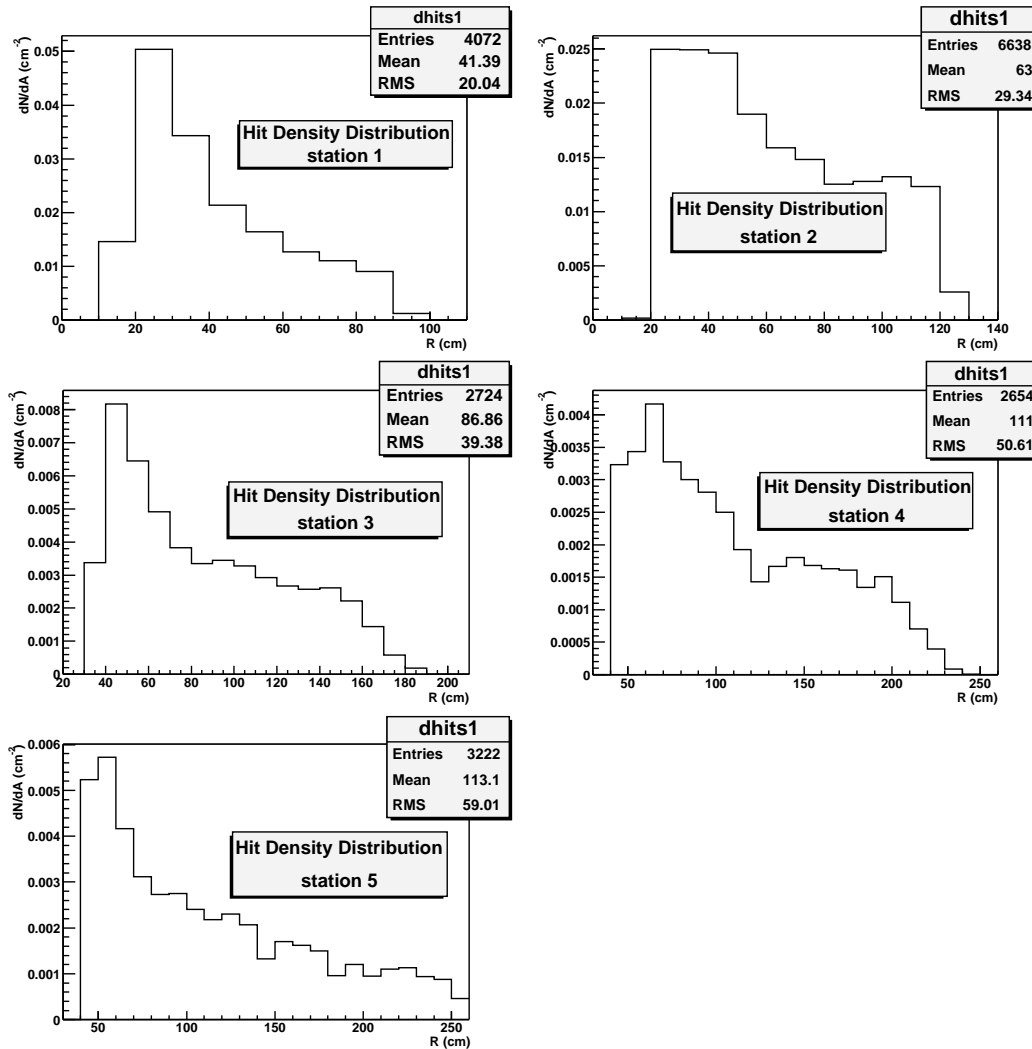 dhits1
Entries 4072
Mean 41.39
RMS 20.04
dN/dA (cm-2)
Hit Density Distribution
station 1
0.05
0.04
0.03
0.02
0.01
0
0 20 40 60 80 100
R (cm)
dhits1
Entries 6638
Mean 63
RMS 29.34
dN/dA (cm-2)
Hit Density Distribution
station 2
0.025
0.02
0.015
0.01
0.005
0
0 20 40 60 80 100 120 140
R (cm)
dhits1
Entries 2724
Mean 86.86
RMS 39.38
dN/dA (cm-2)
Hit Density Distribution
station 3
0.008
0.007
0.006
0.005
0.004
0.003
0.002
0.001
0
20 40 60 80 100 120 140 160 180 200
R (cm)
dhits1
Entries 2654
Mean 111
RMS 50.61
dN/dA (cm-2)
Hit Density Distribution
station 4
0.004
0.0035
0.003
0.0025
0.002
0.0015
0.001
0.0005
0
50 100 150 200 250
R (cm)
dhits1
Entries 3222
Mean 113.1
RMS 59.01
dN/dA (cm-2)
Hit Density Distribution
station 5
0.006
0.005
0.004
0.003
0.002
0.001
0
50 100 150 200 250
R (cm)